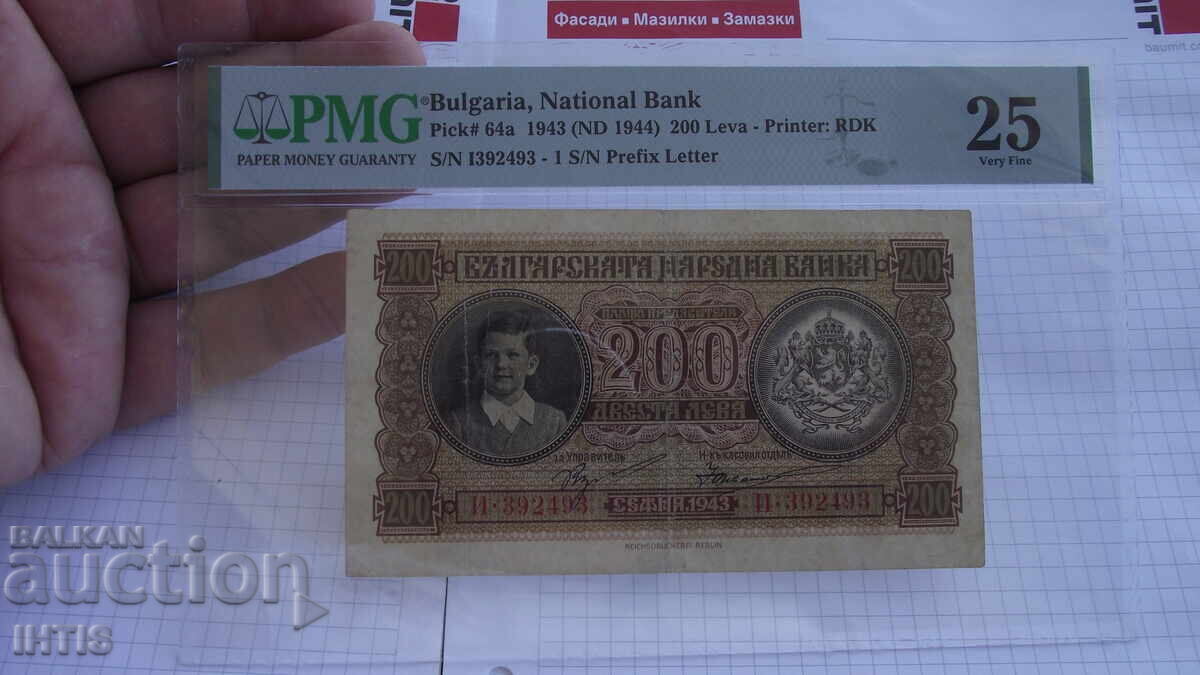 Фасади ▪ Мазилки ▪ Замазки
baumit.c
PMG® Bulgaria, National Bank
Pick# 64a 1943 (ND 1944) 200 Leva - Printer: RDK
PAPER MONEY GUARANTY
S/N I392493 - 1 S/N Prefix Letter
25
Very Fine
200 БЪЛГАРСКАТА НАРОДНА БАНКА 200
200
ДВЕСТА ЛЕВА
за Управитель
Н-къ касовия отдѣлъ
200 И·392493 1943 И·392493 200
REICHSDRUCKEREI BERLIN
BALKAN
auction
IHTIS